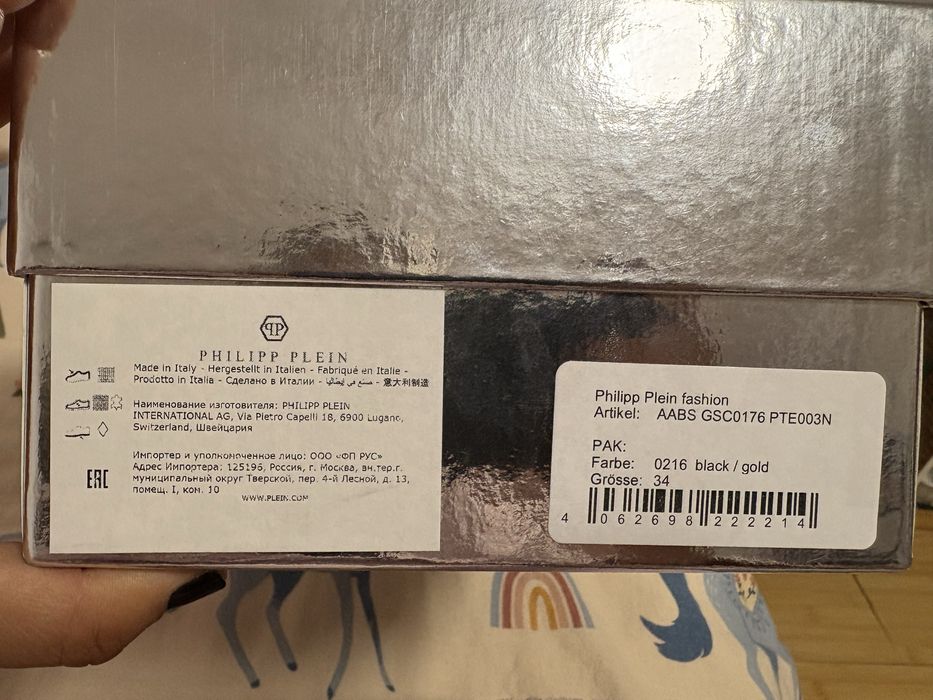 PHILIPP PLEIN
Made in Italy - Hergestellt in Italien - Fabriqué en Italie -
Prodotto in Italia - Сделано в Италии - صنع في إيطاليا - 意大利制造
Наименование изготовителя: PHILIPP PLEIN
INTERNATIONAL AG, Via Pietro Capelli 18, 6900 Lugano,
Switzerland, Швейцария
EAC
Импортер и уполномоченное лицо: ООО «ФП РУС»
Адрес Импортера: 125196, Россия, г. Москва, вн.тер.г.
муниципальный округ Тверской, пер. 4-й Лесной, д. 13,
помещ. I, ком. 10
WWW.PLEIN.COM
Philipp Plein fashion
Artikel: AABS GSC0176 PTE003N
PAK:
Farbe: 0216 black / gold
Grösse: 34
4 062698 222214